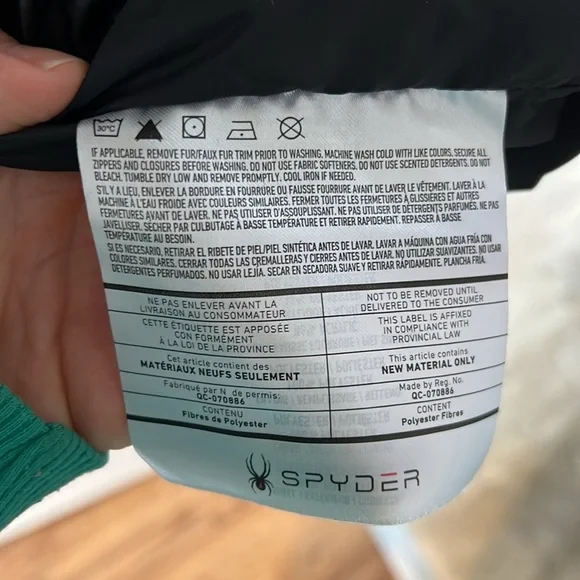 30°C
IF APPLICABLE, REMOVE FUR/FAUX FUR TRIM PRIOR TO WASHING. MACHINE WASH COLD WITH LIKE COLORS. SECURE ALL
ZIPPERS AND CLOSURES BEFORE WASHING. DO NOT USE FABRIC SOFTENERS. DO NOT USE SCENTED DETERGENTS. DO NOT
BLEACH. TUMBLE DRY LOW AND REMOVE PROMPTLY. COOL IRON IF NEEDED.
S'IL Y A LIEU, ENLEVER LA BORDURE EN FOURRURE OU FAUSSE FOURRURE AVANT DE LAVER LE VÊTEMENT. LAVER À LA
MACHINE À L'EAU FROIDE AVEC COULEURS SIMILAIRES. FERMER TOUTES LES FERMETURES À GLISSIÈRES ET AUTRES
FERMETURES AVANT DE LAVER. NE PAS UTILISER D'ASSOUPLISSANT. NE PAS UTILISER DE DÉTERGENTS PARFUMÉS. NE PAS
JAVELLISER. SÉCHER PAR CULBUTAGE À BASSE TEMPÉRATURE ET RETIRER RAPIDEMENT. REPASSER À BASSE
TEMPÉRATURE AU BESOIN.
SI ES NECESARIO, RETIRAR EL RIBETE DE PIEL/PIEL SINTÉTICA ANTES DE LAVAR. LAVAR A MÁQUINA CON AGUA FRÍA CON
COLORES SIMILARES. CERRAR TODAS LAS CREMALLERAS Y CIERRES ANTES DE LAVAR. NO UTILIZAR SUAVIZANTES. NO USAR
DETERGENTES PERFUMADOS. NO USAR LEJÍA. SECAR EN SECADORA SUAVE Y RETIRAR RÁPIDAMENTE. PLANCHA FRÍA.
NE PAS ENLEVER AVANT LA
LIVRAISON AU CONSOMMATEUR
NOT TO BE REMOVED UNTIL
DELIVERED TO THE CONSUMER
CETTE ÉTIQUETTE EST APPOSÉE
CON FORMÉMENT
À LA LOI DE LA PROVINCE
THIS LABEL IS AFFIXED
IN COMPLIANCE WITH
PROVINCIAL LAW
Cet article contient des
MATÉRIAUX NEUFS SEULEMENT
This article contains
NEW MATERIAL ONLY
Fabriqué par N de permis:
QC-070886
Made by Reg. No.
QC-070886
CONTENU
Fibres de Polyester
CONTENT
Polyester Fibres
SPYDER